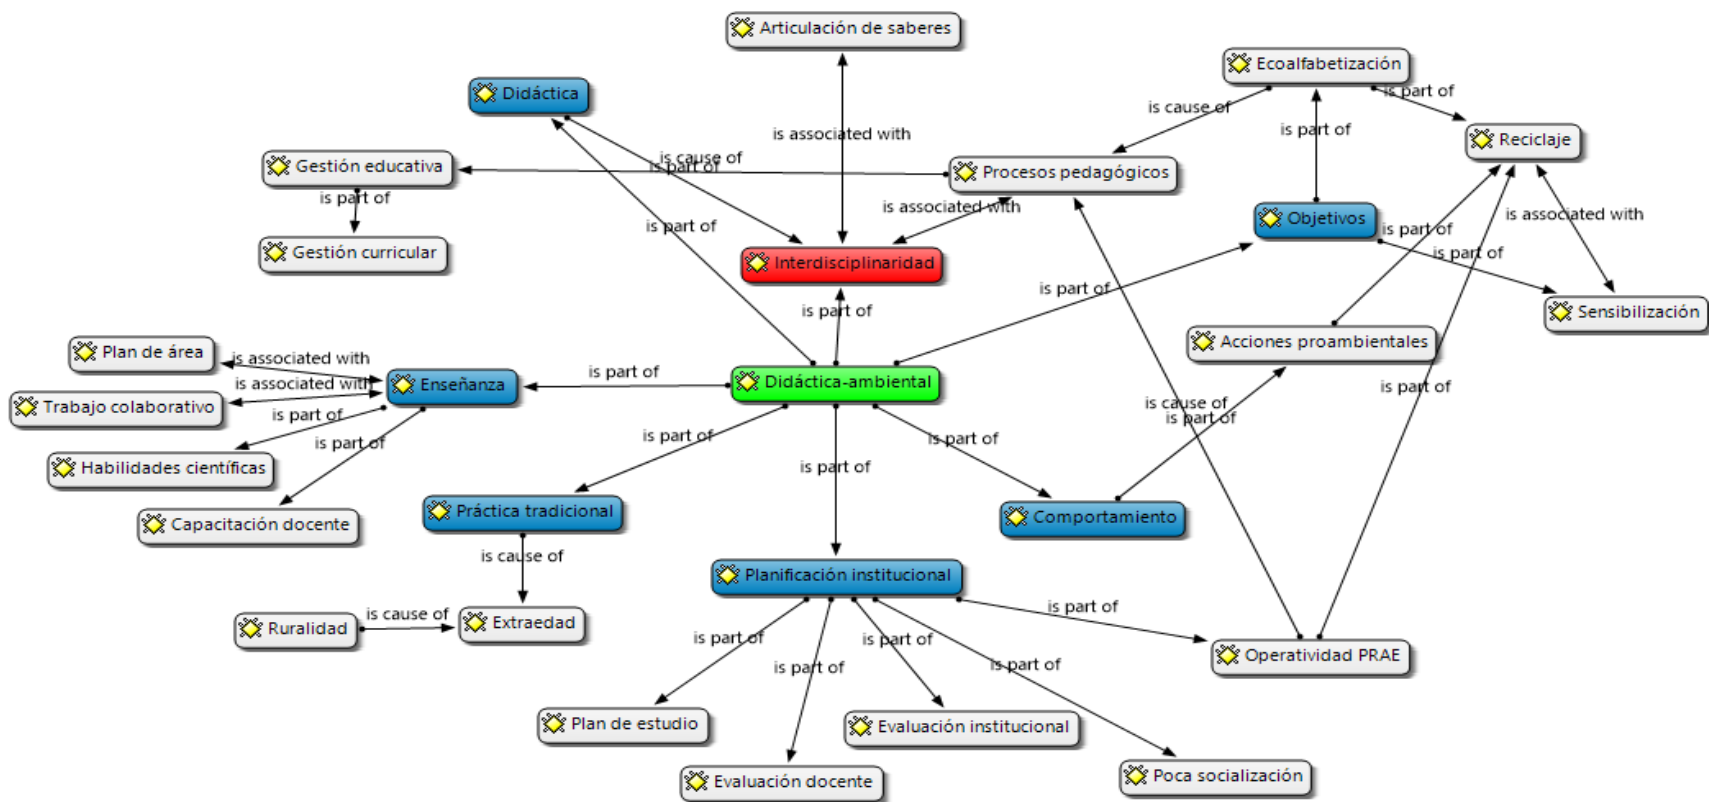 Articulación de saberes
Ecoalfabetización
Didáctica
is cause of
is part of
is associated with
is part of
Reciclaje
Gestión educativa
is cause of
is part of
Procesos pedagógicos
is part of
is associated with
is associated with
Objetivos
is part of
is part of
Gestión curricular
Interdisciplinaridad
is part of
is part of
is part of
Sensibilización
Plan de área
is associated with
Acciones proambientales
is associated with
Enseñanza
is part of
Didáctica-ambiental
is part of
Trabajo colaborativo
is part of
is cause of
is part of
is part of
is part of
is part of
Habilidades científicas
is part of
Capacitación docente
Práctica tradicional
Comportamiento
is cause of
Planificación institucional
is cause of
is part of
Ruralidad
Extraedad
is part of
is part of
is part of
is part of
Operatividad PRAE
Plan de estudio
Evaluación institucional
Evaluación docente
Poca socialización